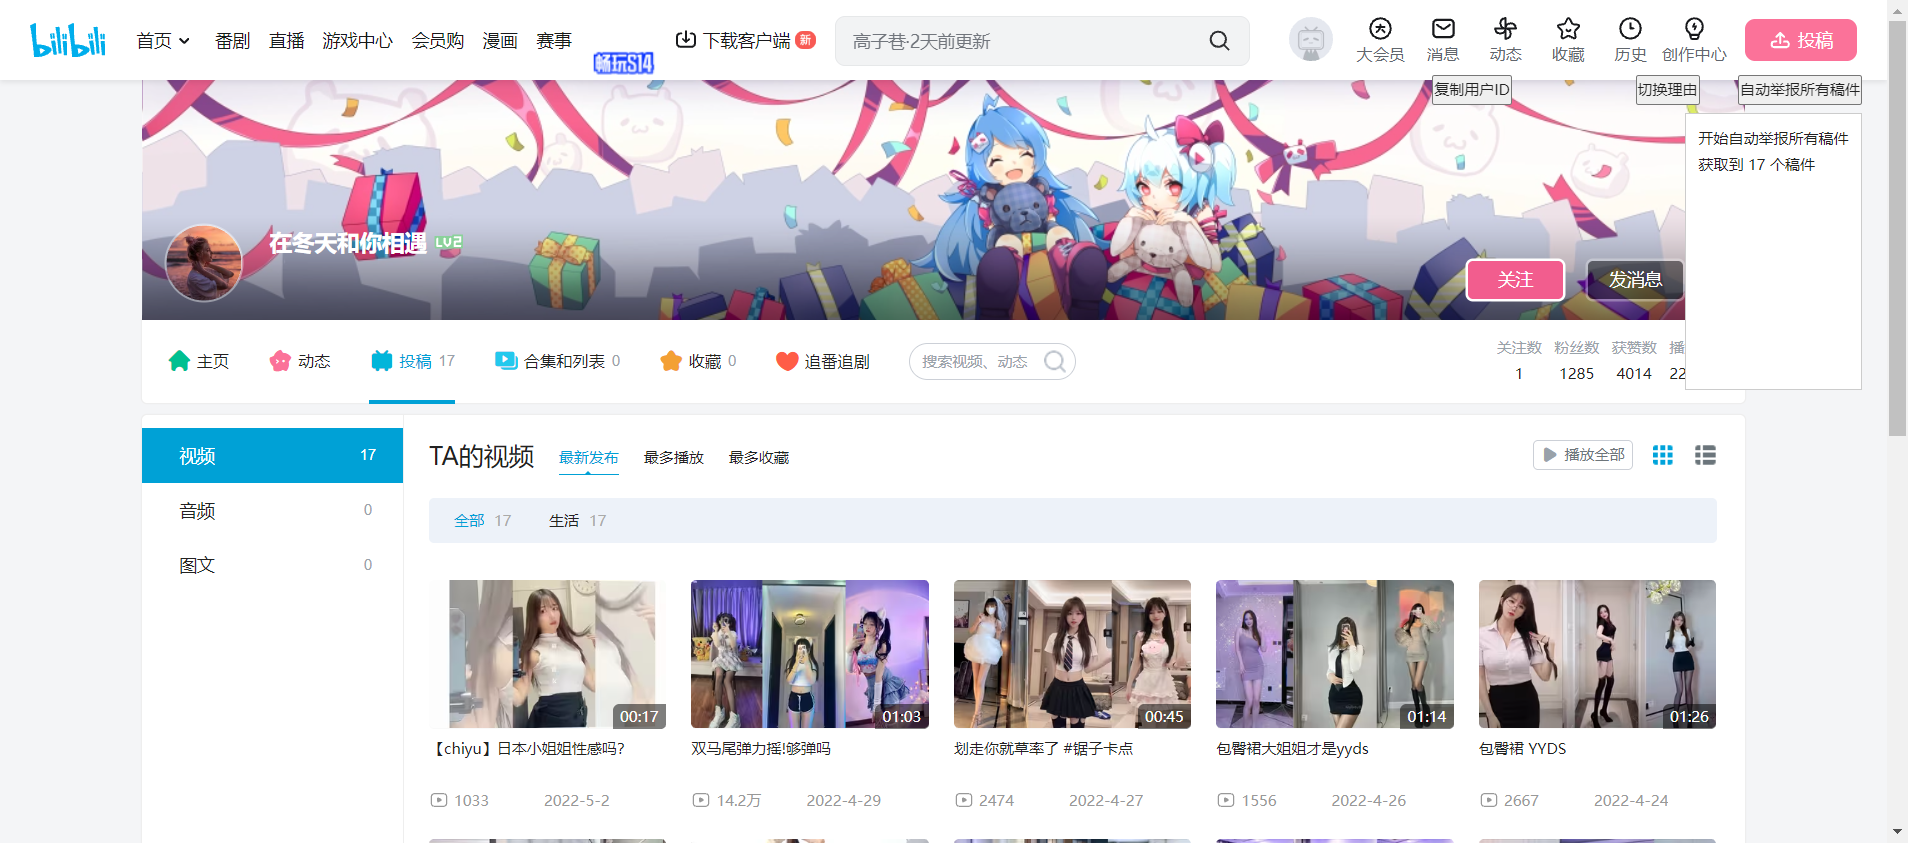 bilibili
首页 番剧 直播 游戏中心 会员购 漫画 赛事 畅玩S14 下载客户端 新 高子巷·2天前更新 大会员 消息 动态 收藏 历史 创作中心 投稿
复制用户ID 切换理由 自动举报所有稿件
开始自动举报所有稿件
获取到 17 个稿件
在冬天和你相遇 LV2
关注 发消息
主页 动态 投稿 17 合集和列表 0 收藏 0 追番追剧 搜索视频、动态
关注数 粉丝数 获赞数 播
1 1285 4014 22
视频 17
音频 0
图文 0
TA的视频 最新发布 最多播放 最多收藏 播放全部
全部 17 生活 17
00:17 01:03 00:45 01:14 01:26
【chiyu】日本小姐姐性感吗? 双马尾弹力摇!够弹吗 划走你就草率了 #锯子卡点 包臀裙大姐姐才是yyds 包臀裙 YYDS
1033 2022-5-2 14.2万 2022-4-29 2474 2022-4-27 1556 2022-4-26 2667 2022-4-24